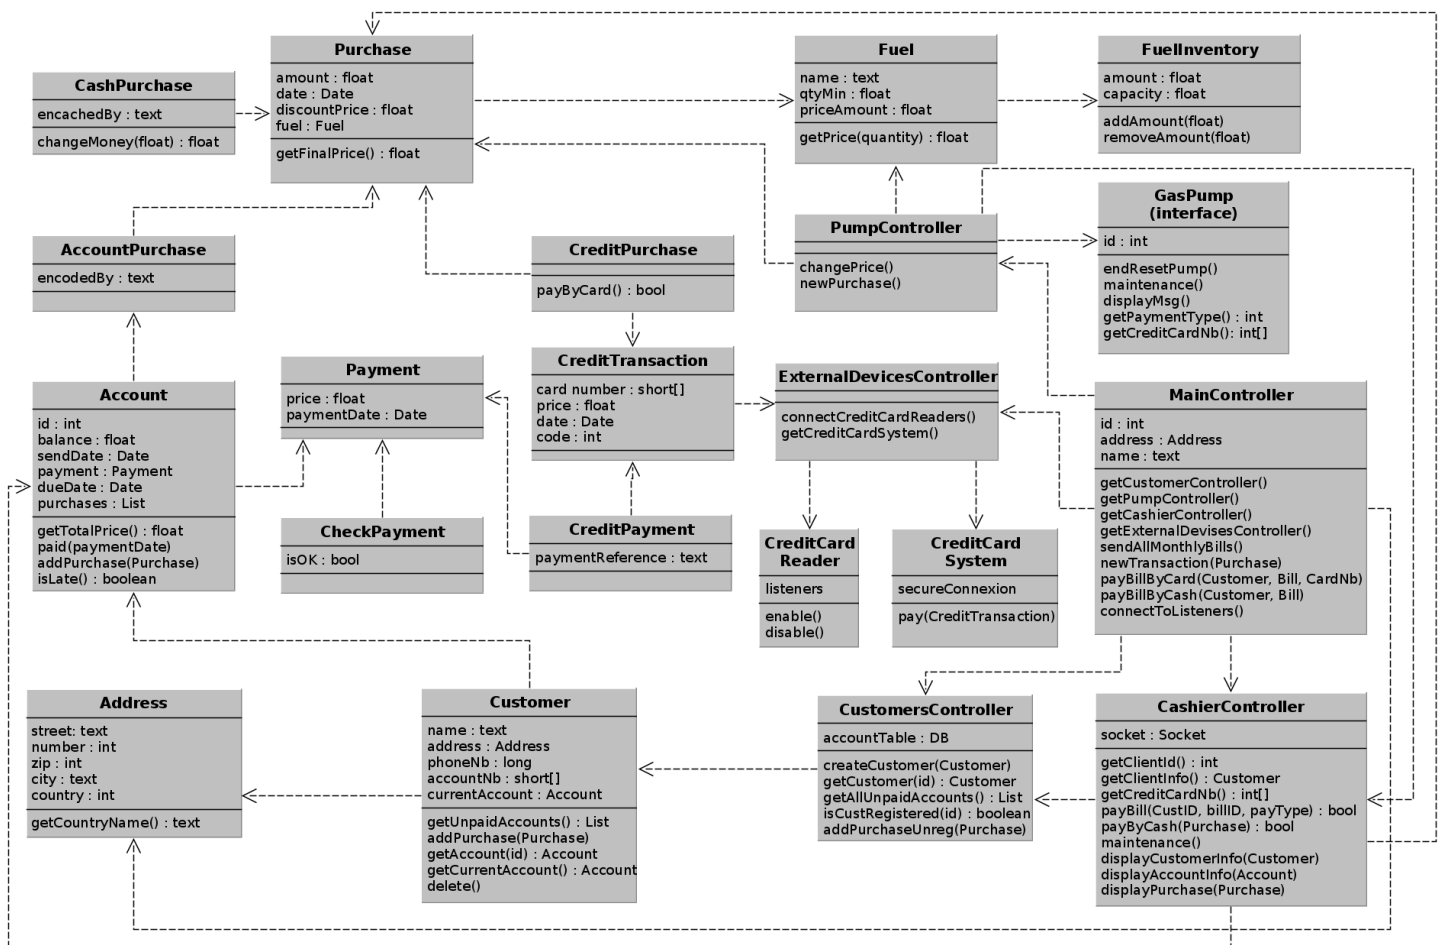 Purchase
amount : float
date : Date
discountPrice : float
fuel : Fuel
getFinalPrice() : float
Fuel
name : text
qtyMin : float
priceAmount : float
getPrice(quantity) : float
FuelInventory
amount : float
capacity : float
addAmount(float)
removeAmount(float)
CashPurchase
encachedBy : text
changeMoney(float) : float
GasPump
(interface)
id : int
endResetPump()
maintenance()
displayMsg()
getPaymentType() : int
getCreditCardNb(): int[]
PumpController
changePrice()
newPurchase()
AccountPurchase
encodedBy : text
CreditPurchase
payByCard() : bool
CreditTransaction
card number : short[]
price : float
date : Date
code : int
Payment
price : float
paymentDate : Date
ExternalDevicesController
connectCreditCardReaders()
getCreditCardSystem()
Account
id : int
balance : float
sendDate : Date
payment : Payment
dueDate : Date
purchases : List
getTotalPrice() : float
paid(paymentDate)
addPurchase(Purchase)
isLate() : boolean
MainController
id : int
address : Address
name : text
getCustomerController()
getPumpController()
getCashierController()
getExternalDevisesController()
sendAllMonthlyBills()
newTransaction(Purchase)
payBillByCard(Customer, Bill, CardNb)
payBillByCash(Customer, Bill)
connectToListeners()
CheckPayment
isOK : bool
CreditPayment
paymentReference : text
CreditCard
Reader
listeners
enable()
disable()
CreditCard
System
secureConnexion
pay(CreditTransaction)
Address
street: text
number : int
zip : int
city : text
country : int
getCountryName() : text
Customer
name : text
address : Address
phoneNb : long
accountNb : short[]
currentAccount : Account
getUnpaidAccounts() : List
addPurchase(Purchase)
getAccount(id) : Account
getCurrentAccount() : Account
delete()
CustomersController
accountTable : DB
createCustomer(Customer)
getCustomer(id) : Customer
getAllUnpaidAccounts() : List
isCustRegistered(id) : boolean
addPurchaseUnreg(Purchase)
CashierController
socket : Socket
getClientId() : int
getClientInfo() : Customer
getCreditCardNb() : int[]
payBill(CustID, billID, payType) : bool
payByCash(Purchase) : bool
maintenance()
displayCustomerInfo(Customer)
displayAccountInfo(Account)
displayPurchase(Purchase)